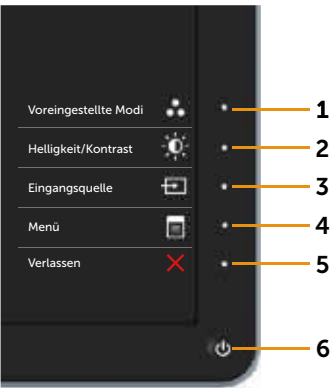 Voreingestellte Modi 1
Helligkeit/Kontrast 2
Eingangsquelle 3
Menü 4
Verlassen 5
6